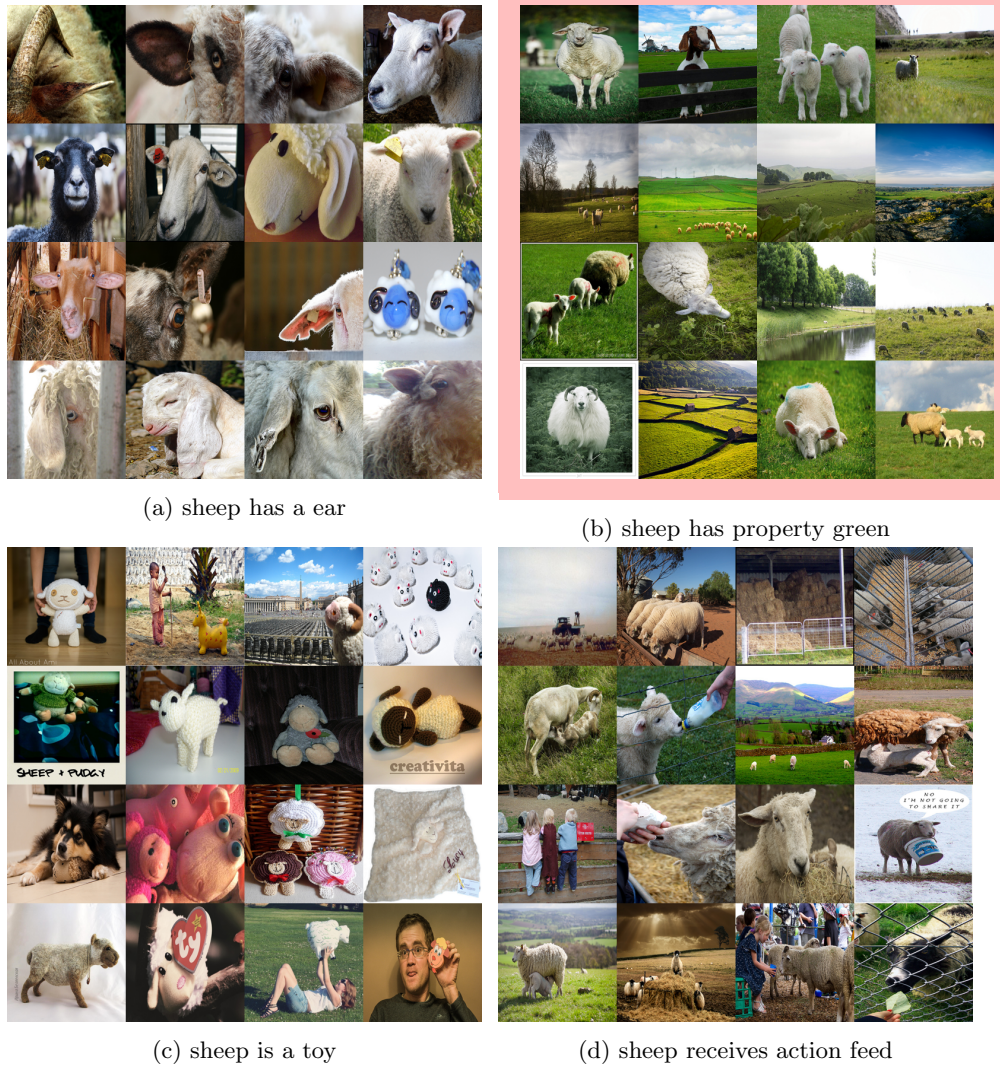 (a) sheep has a ear
(b) sheep has property green
All About Ami
SHEEP + PUDGY
creativita
ty
(c) sheep is a toy
NO
I'M NOT GOING
TO SHARE IT
(d) sheep receives action feed